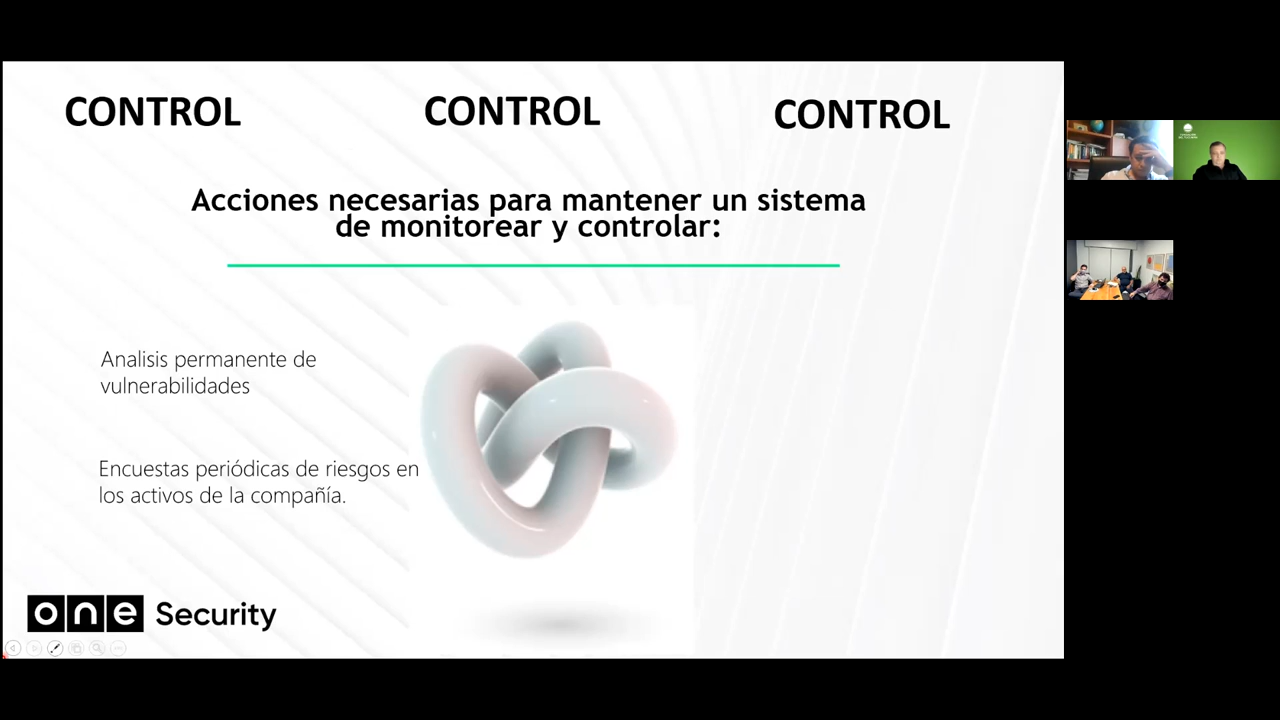 CONTROL
CONTROL
CONTROL
Acciones necesarias para mantener un sistema
de monitorear y controlar:
Analisis permanente de
vulnerabilidades
Encuestas periódicas de riesgos en
los activos de la compañía.
one Security